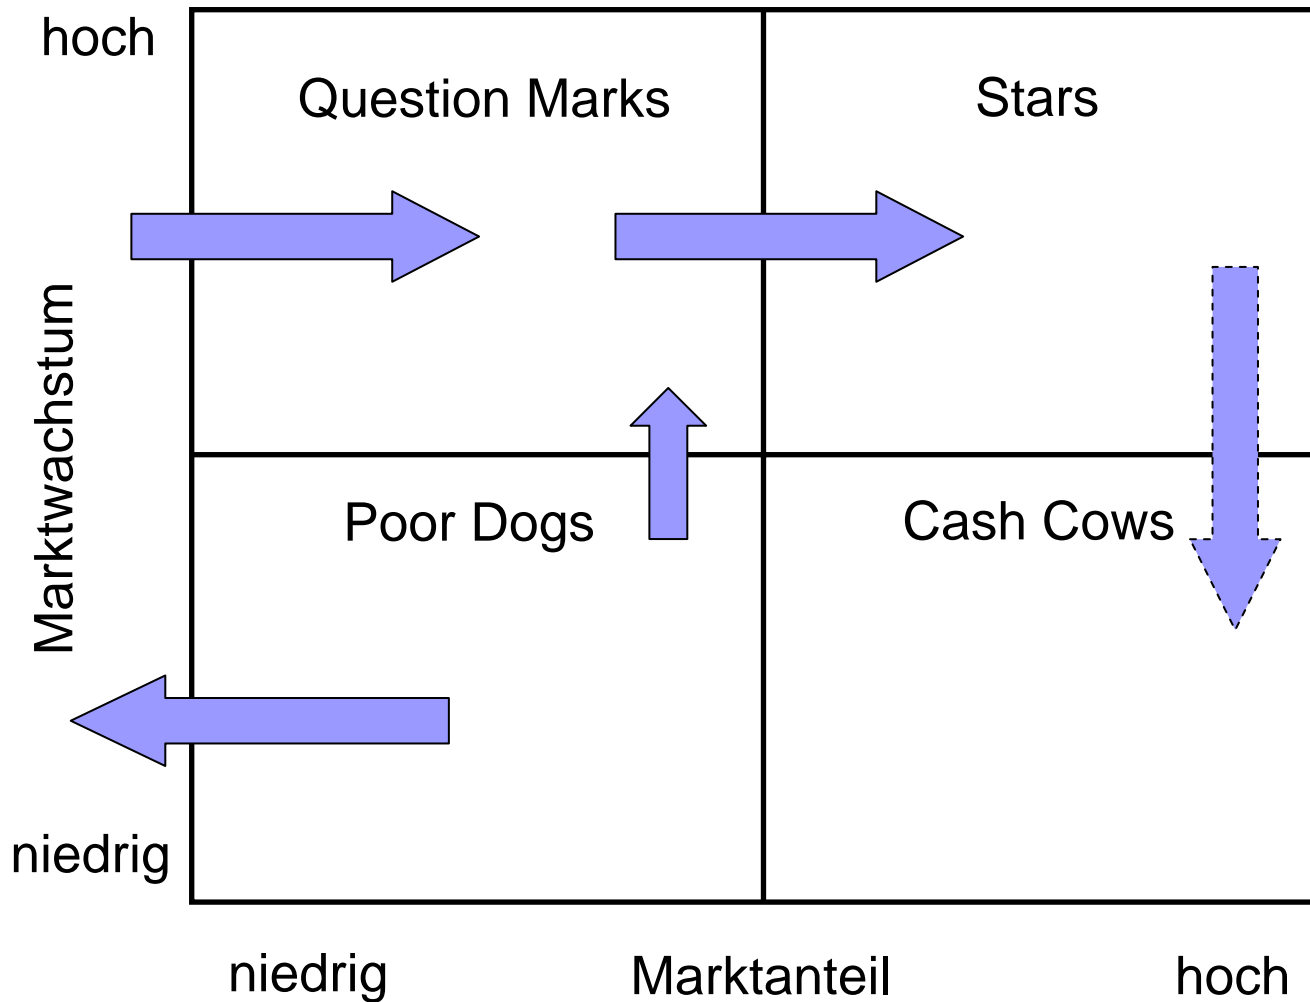 hoch
Question Marks
Stars
Marktwachstum
Poor Dogs
Cash Cows
niedrig
niedrig
Marktanteil
hoch